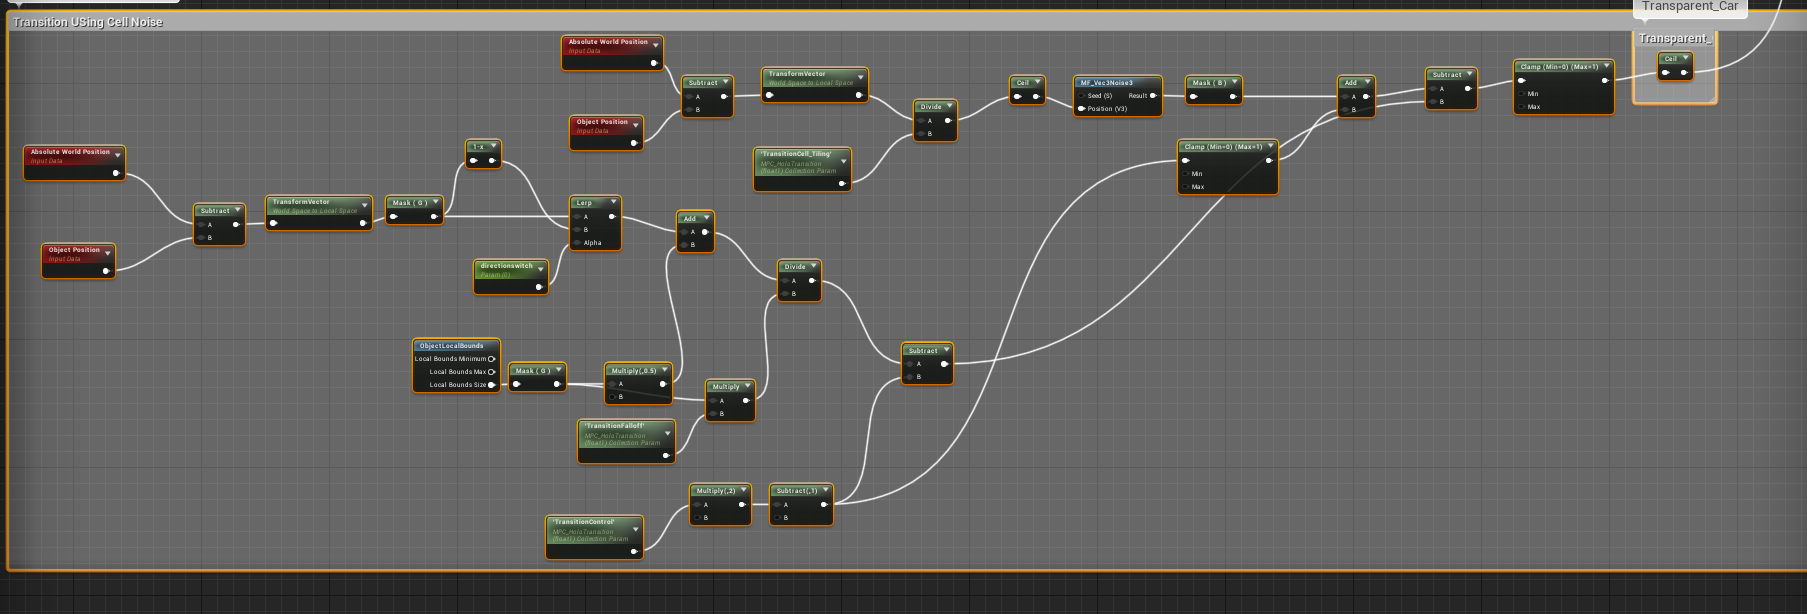 Transparent_Car
Transition USing Cell Noise
Transparent_
Absolute World Position
Input Data
Subtract
A
B
TransformVector
World Space to Local Space
Object Position
Input Data
Divide
A
B
'TransitionCell_Tiling'
MPC_HoloTransition
(float1) Collection Param
Ceil
MF_Vec3Noise3
Seed (S)
Result
Position (V3)
Mask ( B )
Add
A
B
Subtract
A
B
Clamp (Min=0) (Max=1)
Min
Max
Ceil
Clamp (Min=0) (Max=1)
Min
Max
Absolute World Position
Input Data
Object Position
Input Data
Subtract
A
B
TransformVector
World Space to Local Space
Mask ( G )
1-x
Lerp
A
B
Alpha
directionswitch
Param (0)
Add
A
B
Divide
A
B
ObjectLocalBounds
Local Bounds Minimum
Local Bounds Max
Local Bounds Size
Mask ( G )
Multiply(,0.5)
A
B
Multiply
A
B
'TransitionFalloff'
MPC_HoloTransition
(float1) Collection Param
Subtract
A
B
Multiply(,2)
A
B
Subtract(,1)
A
B
'TransitionControl'
MPC_HoloTransition
(float1) Collection Param